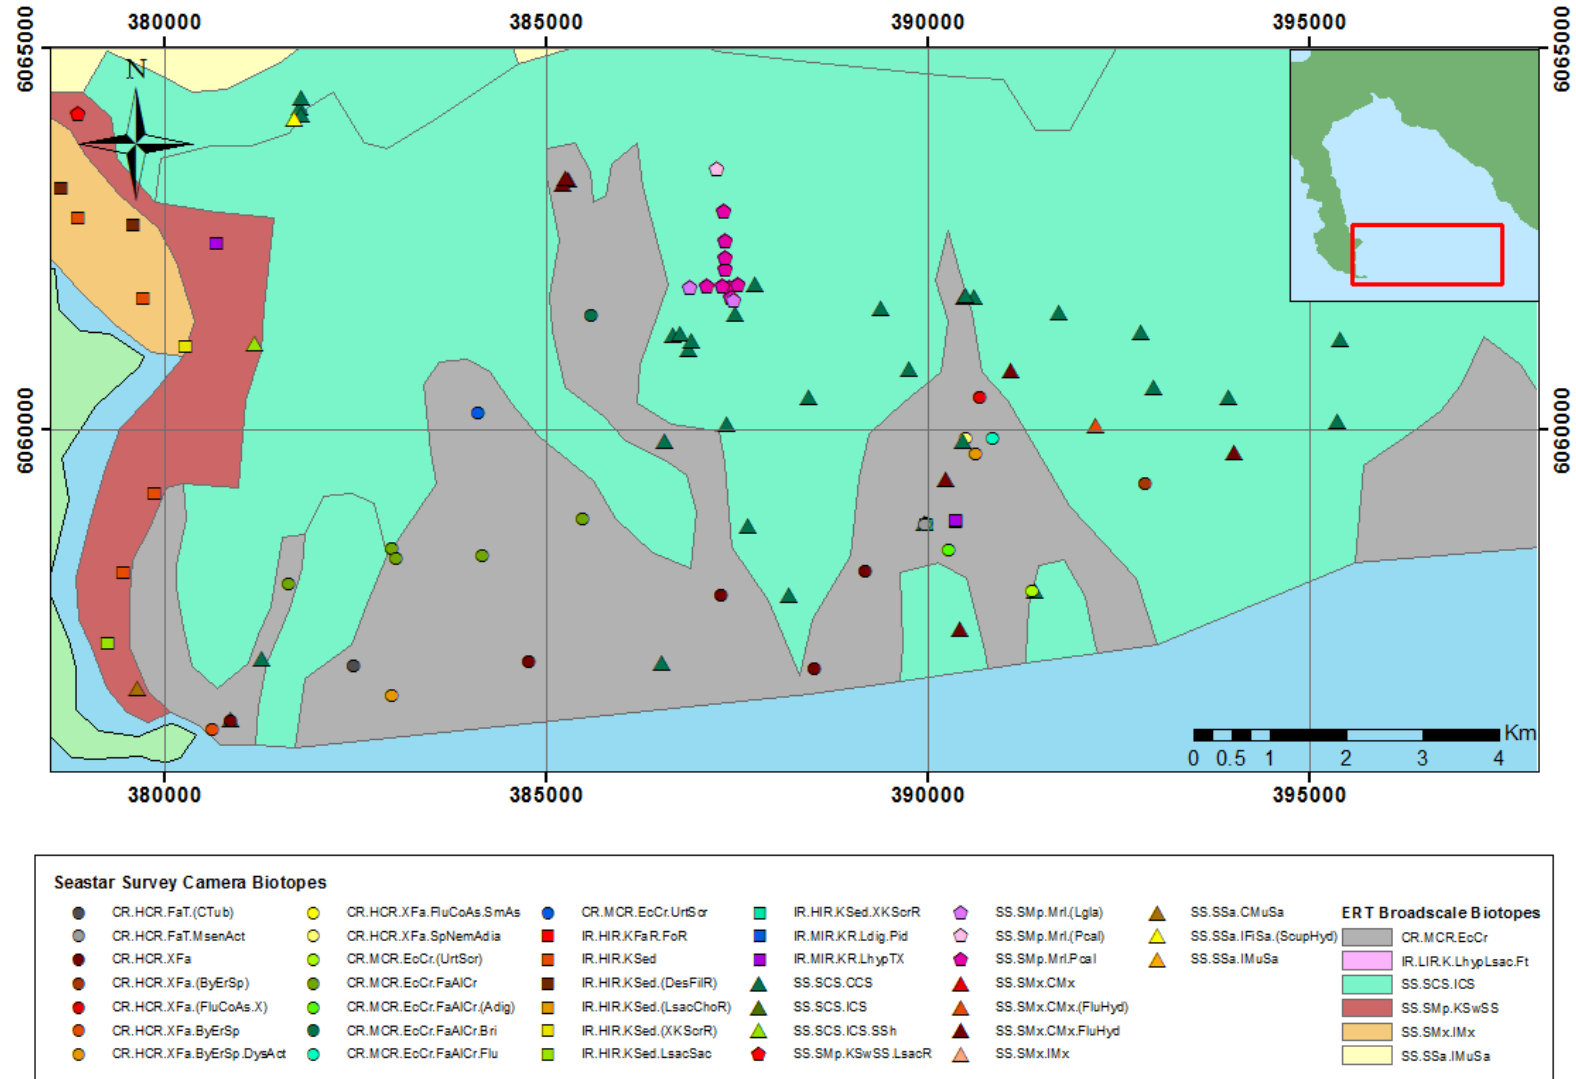 380000 385000 390000 395000
6065000 6065000
N
6060000 6060000
Km
0 0.5 1 2 3 4
380000 385000 390000 395000
Seastar Survey Camera Biotopes
CR.HCR.FaT.(CTub)
CR.HCR.FaT.MsenAct
CR.HCR.XFa
CR.HCR.XFa.(ByErSp)
CR.HCR.XFa.(FluCoAs.X)
CR.HCR.XFa.ByErSp
CR.HCR.XFa.ByErSp.DysAct
CR.HCR.XFa.FluCoAs.SmAs
CR.HCR.XFa.SpNemAdia
CR.MCR.EcCr.(UrtScr)
CR.MCR.EcCr.FaAlCr
CR.MCR.EcCr.FaAlCr.(Adig)
CR.MCR.EcCr.FaAlCr.Bri
CR.MCR.EcCr.FaAlCr.Flu
CR.MCR.EcCr.UrtScr
IR.HIR.KFaR.FoR
IR.HIR.KSed
IR.HIR.KSed.(DesFilR)
IR.HIR.KSed.(LsacChoR)
IR.HIR.KSed.(XKScrR)
IR.HIR.KSed.LsacSac
IR.HIR.KSed.XKScrR
IR.MIR.KR.Ldig.Pid
IR.MIR.KR.LhypTX
SS.SCS.CCS
SS.SCS.ICS
SS.SCS.ICS.SSh
SS.SMp.KSwSS.LsacR
SS.SMp.Mrl.(Lgla)
SS.SMp.Mrl.(Pcal)
SS.SMp.Mrl.Pcal
SS.SMx.CMx
SS.SMx.CMx.(FluHyd)
SS.SMx.CMx.FluHyd
SS.SMx.IMx
SS.SSa.CMuSa
SS.SSa.IFiSa.(ScupHyd)
SS.SSa.IMuSa
ERT Broadscale Biotopes
CR.MCR.EcCr
IR.LIR.K.LhypLsac.Ft
SS.SCS.ICS
SS.SMp.KSwSS
SS.SMx.IMx
SS.SSa.IMuSa